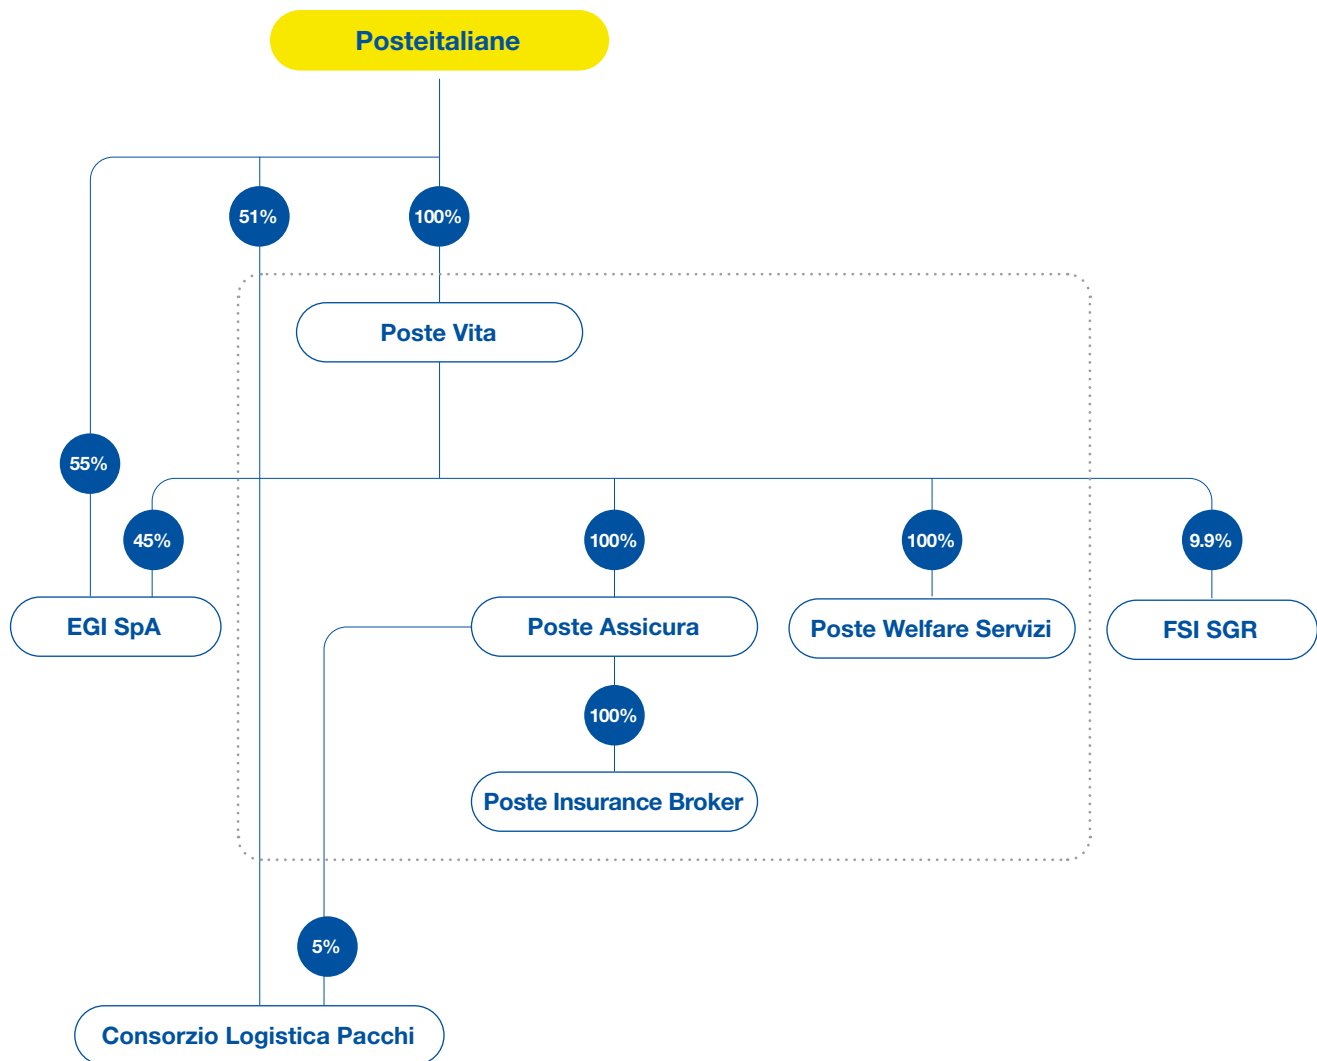 Posteitaliane
51%
100%
Poste Vita
55%
45%
100%
100%
9.9%
EGI SpA
Poste Assicura
Poste Welfare Servizi
FSI SGR
100%
Poste Insurance Broker
5%
Consorzio Logistica Pacchi